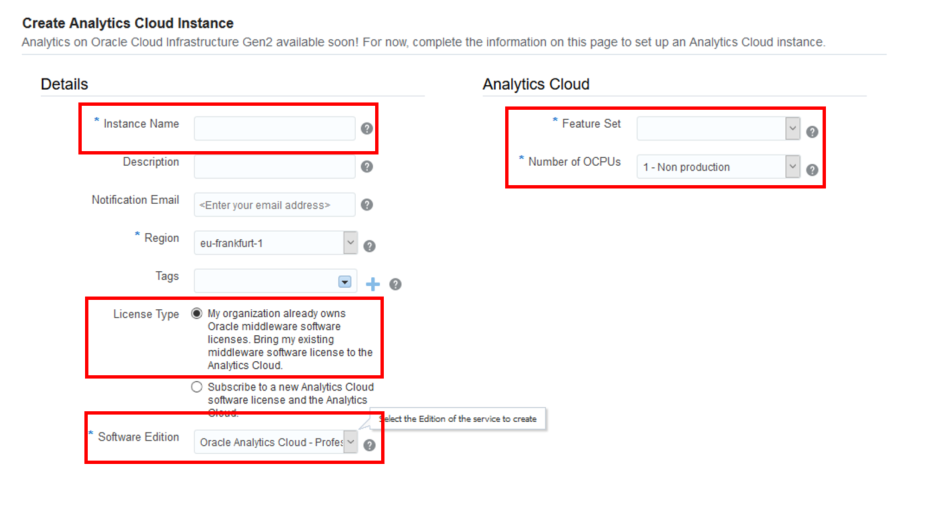 Create Analytics Cloud Instance
Analytics on Oracle Cloud Infrastructure Gen2 available soon! For now, complete the information on this page to set up an Analytics Cloud instance.
Details
* Instance Name
?
Description
?
Notification Email
<Enter your email address>
?
* Region
eu-frankfurt-1
?
Tags
?
License Type
My organization already owns
Oracle middleware software
licenses. Bring my existing
middleware software license to the
Analytics Cloud.
Subscribe to a new Analytics Cloud
software license and the Analytics
Cloud.
Select the Edition of the service to create
* Software Edition
Oracle Analytics Cloud - Profes
?
Analytics Cloud
* Feature Set
?
* Number of OCPUs
1 - Non production
?